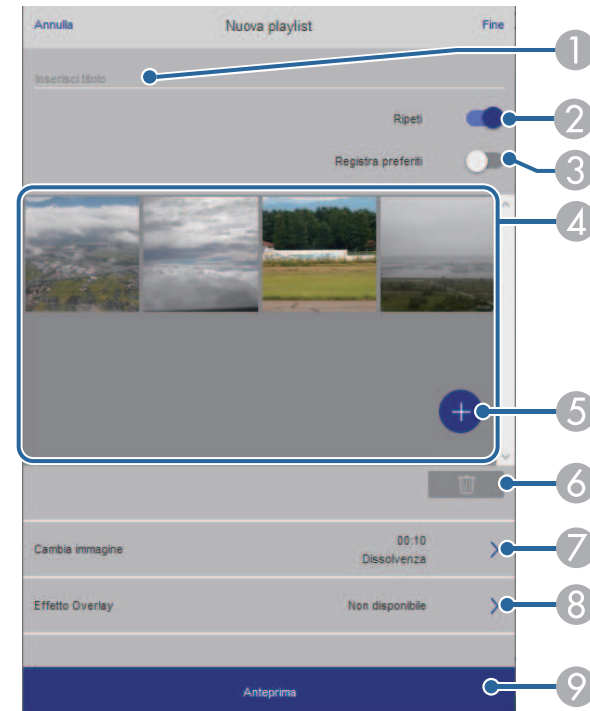 Annulla Nuova playlist Fine
Inserisci titolo 1
Ripeti 2
Registra preferiti 3
4
5
6
Cambia immagine 00:10 Dissolvenza 7
Effetto Overlay Non disponibile 8
Anteprima 9